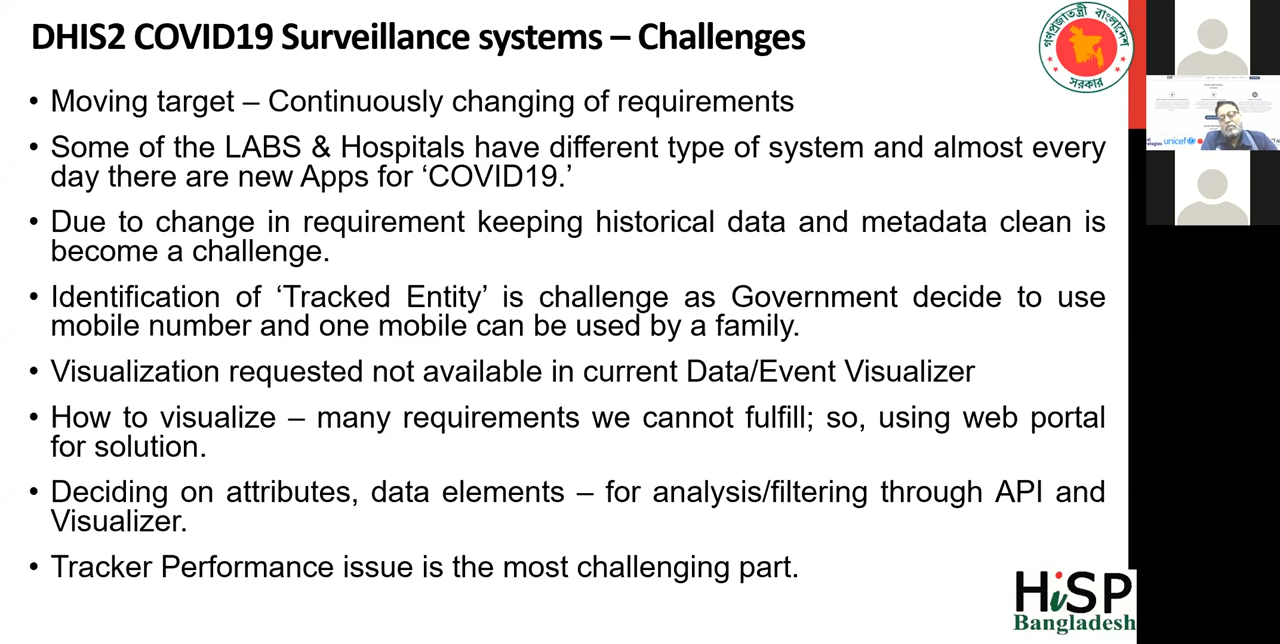 DHIS2 COVID19 Surveillance systems – Challenges
গণপ্রজাতন্ত্রী বাংলাদেশ
সরকার
• Moving target – Continuously changing of requirements
• Some of the LABS & Hospitals have different type of system and almost every
day there are new Apps for ‘COVID19.’
• Due to change in requirement keeping historical data and metadata clean is
become a challenge.
• Identification of ‘Tracked Entity’ is challenge as Government decide to use
mobile number and one mobile can be used by a family.
• Visualization requested not available in current Data/Event Visualizer
• How to visualize – many requirements we cannot fulfill; so, using web portal
for solution.
• Deciding on attributes, data elements – for analysis/filtering through API and
Visualizer.
• Tracker Performance issue is the most challenging part.
HiSP
Bangladesh
unicef